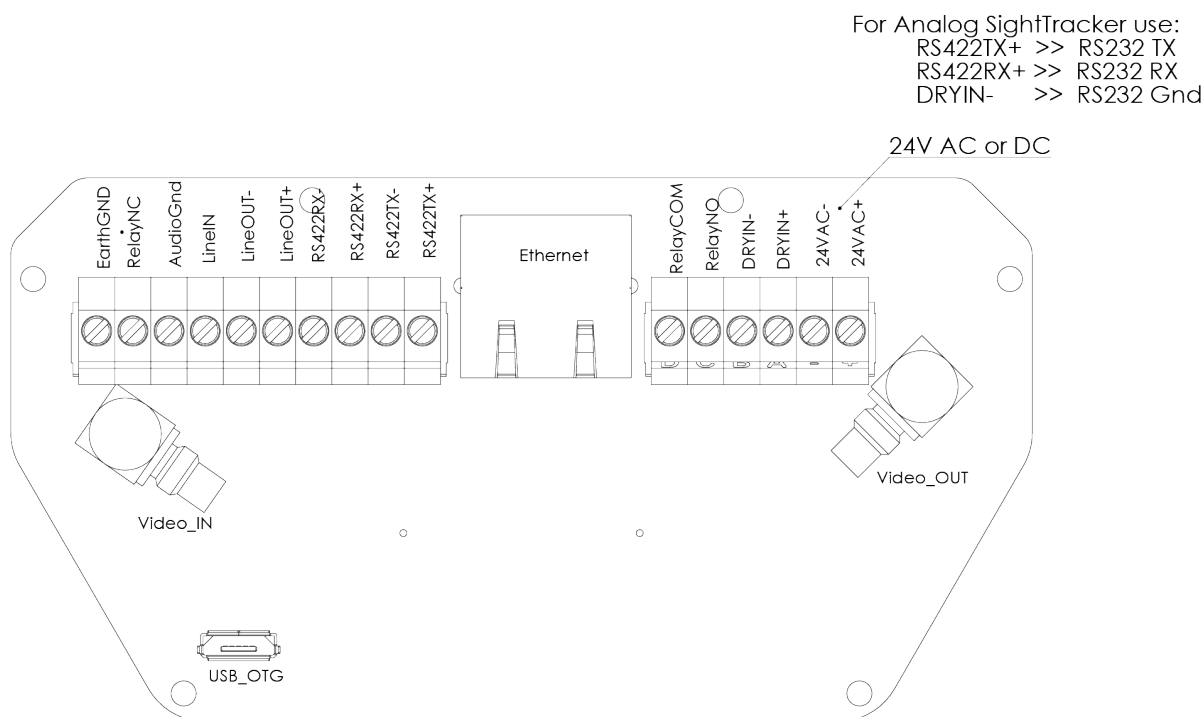 For Analog SightTracker use:
RS422TX+ >> RS232 TX
RS422RX+ >> RS232 RX
DRYIN- >> RS232 Gnd
24V AC or DC
EarthGND
RelayNC
AudioGnd
LineIN
LineOUT-
LineOUT+
RS422RX-
RS422RX+
RS422TX-
RS422TX+
Ethernet
RelayCOM
RelayNO
DRYIN-
DRYIN+
24VAC-
24VAC+
D C B A - +
Video_IN
Video_OUT
USB_OTG